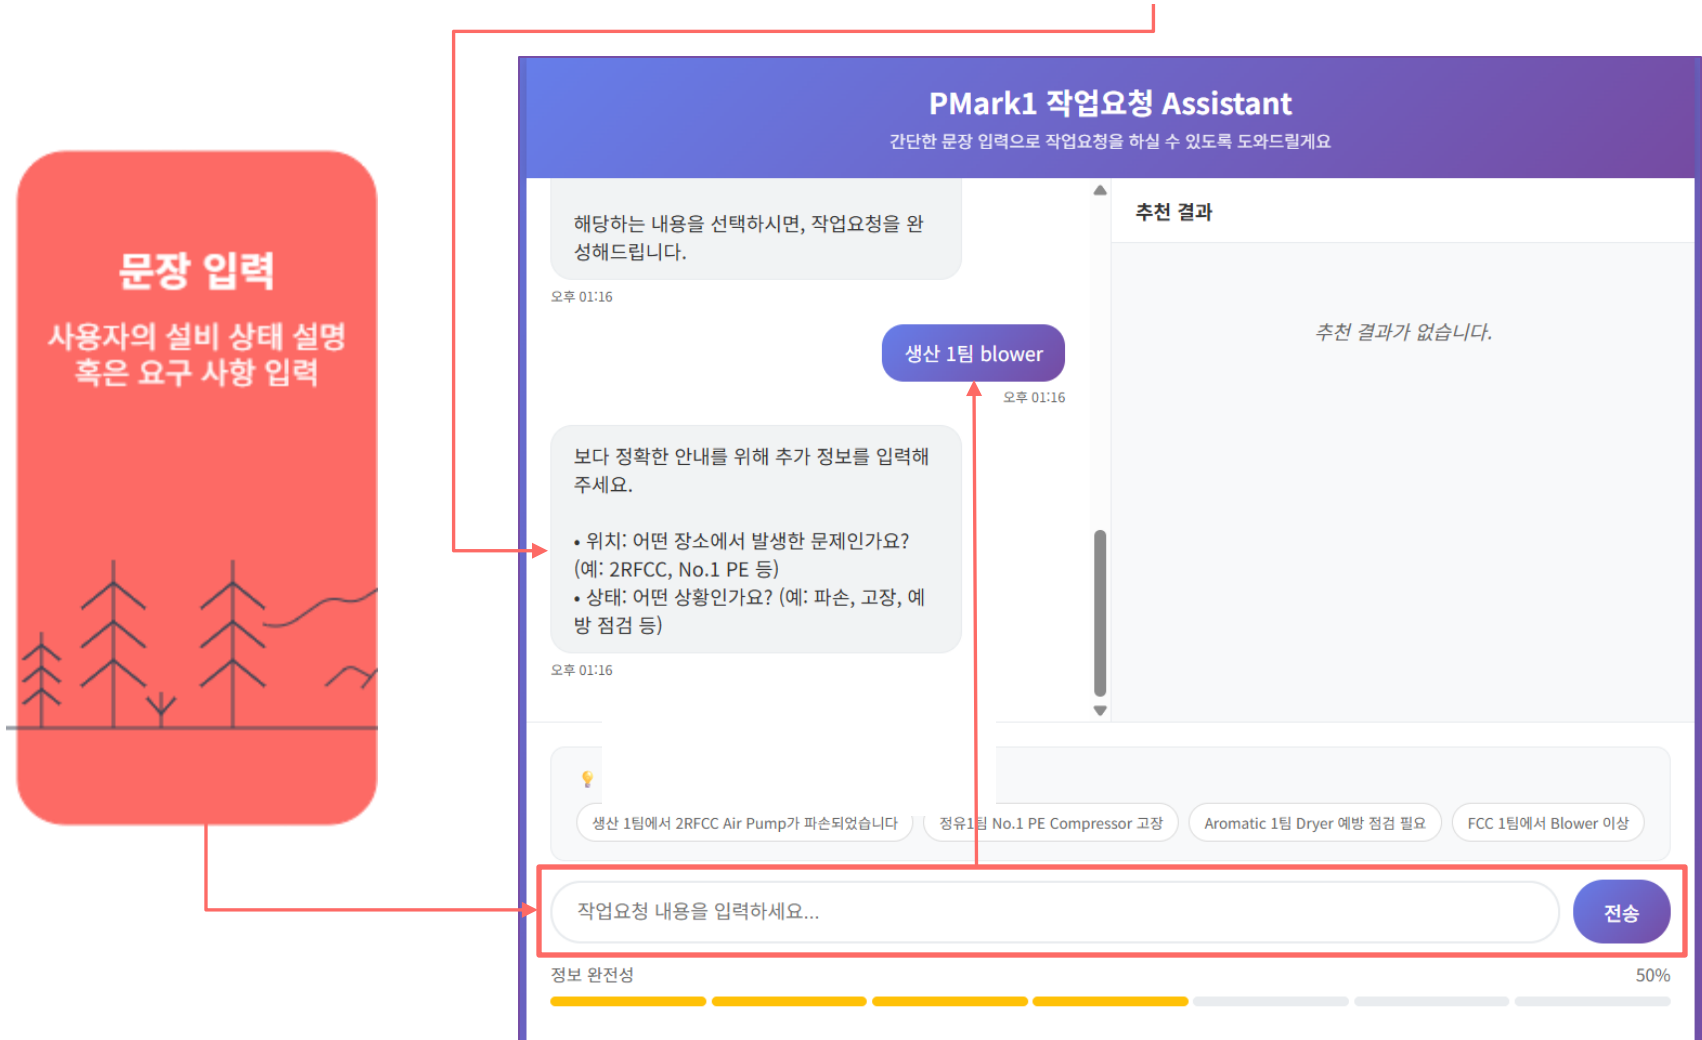 문장 입력
사용자의 설비 상태 설명
혹은 요구 사항 입력
PMark1 작업요청 Assistant
간단한 문장 입력으로 작업요청을 하실 수 있도록 도와드릴게요
해당하는 내용을 선택하시면, 작업요청을 완
성해드립니다.
오후 01:16
생산 1팀 blower
오후 01:16
보다 정확한 안내를 위해 추가 정보를 입력해
주세요.
• 위치: 어떤 장소에서 발생한 문제인가요?
(예: 2RFCC, No.1 PE 등)
• 상태: 어떤 상황인가요? (예: 파손, 고장, 예
방 점검 등)
오후 01:16
추천 결과
추천 결과가 없습니다.
생산 1팀에서 2RFCC Air Pump가 파손되었습니다
정유1팀 No.1 PE Compressor 고장
Aromatic 1팀 Dryer 예방 점검 필요
FCC 1팀에서 Blower 이상
작업요청 내용을 입력하세요...
전송
정보 완전성
50%